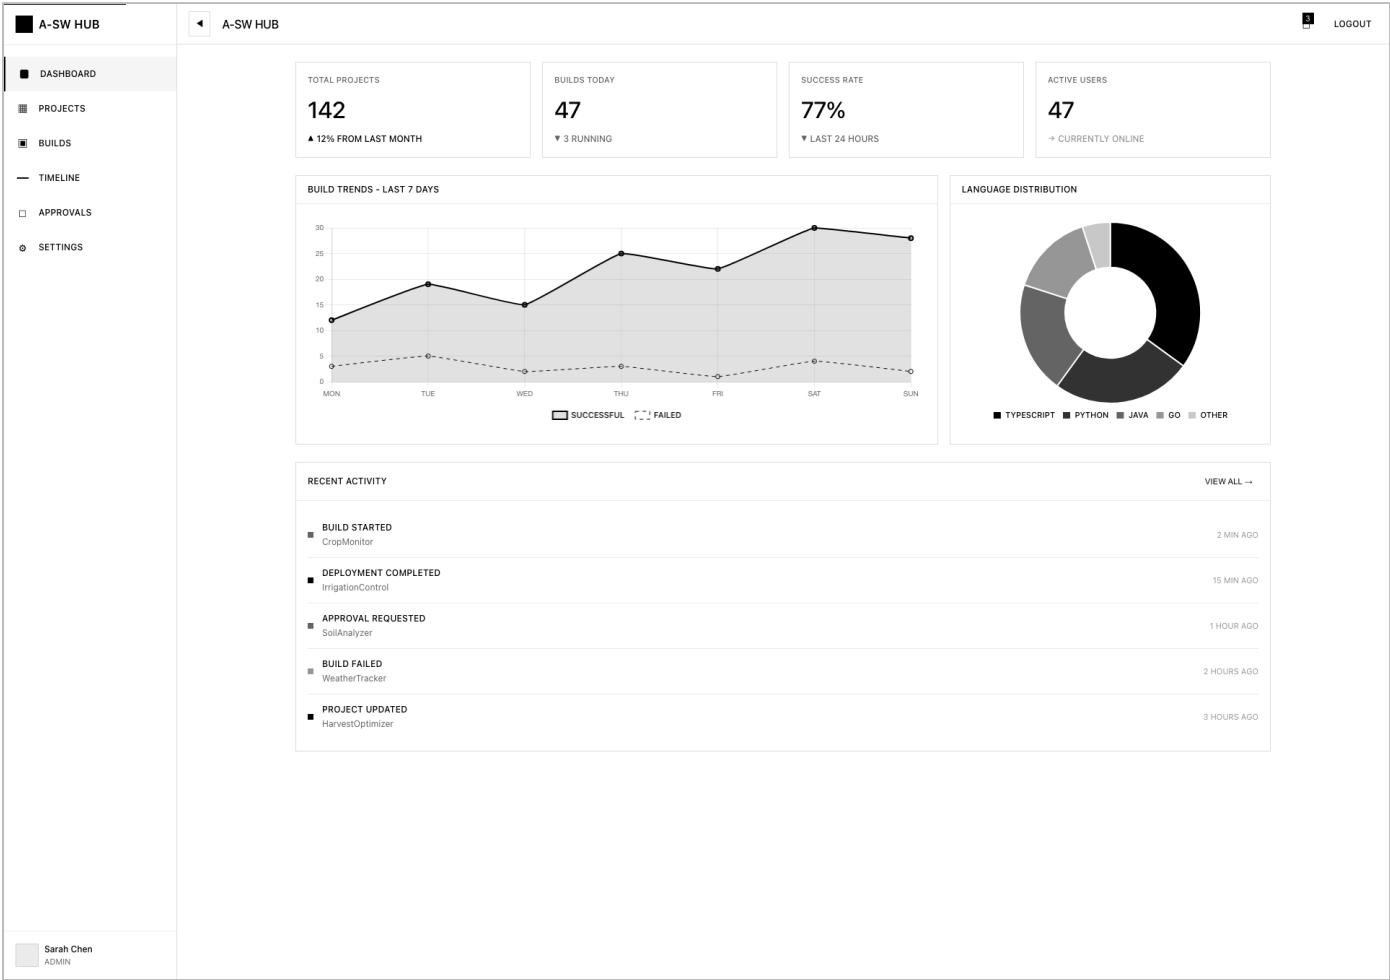 A-SW HUB
A-SW HUB
3
LOGOUT
DASHBOARD
PROJECTS
BUILDS
TIMELINE
APPROVALS
SETTINGS
TOTAL PROJECTS
142
▲ 12% FROM LAST MONTH
BUILDS TODAY
47
▼ 3 RUNNING
SUCCESS RATE
77%
▼ LAST 24 HOURS
ACTIVE USERS
47
→ CURRENTLY ONLINE
BUILD TRENDS - LAST 7 DAYS
30
25
20
15
10
5
0
MON TUE WED THU FRI SAT SUN
SUCCESSFUL FAILED
LANGUAGE DISTRIBUTION
TYPESCRIPT PYTHON JAVA GO OTHER
RECENT ACTIVITY
VIEW ALL →
BUILD STARTED
CropMonitor
2 MIN AGO
DEPLOYMENT COMPLETED
IrrigationControl
15 MIN AGO
APPROVAL REQUESTED
SoilAnalyzer
1 HOUR AGO
BUILD FAILED
WeatherTracker
2 HOURS AGO
PROJECT UPDATED
HarvestOptimizer
3 HOURS AGO
Sarah Chen
ADMIN